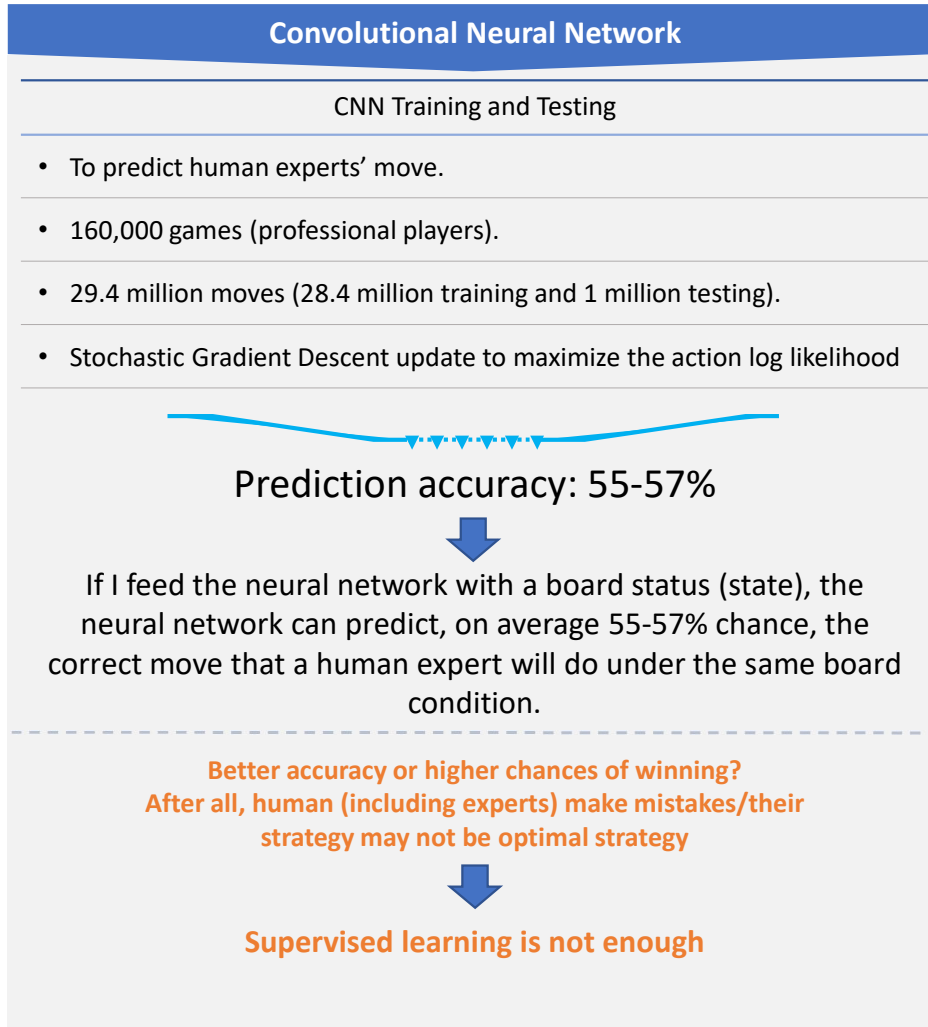 Convolutional Neural Network
CNN Training and Testing
• To predict human experts’ move.
• 160,000 games (professional players).
• 29.4 million moves (28.4 million training and 1 million testing).
• Stochastic Gradient Descent update to maximize the action log likelihood
Prediction accuracy: 55-57%
If I feed the neural network with a board status (state), the
neural network can predict, on average 55-57% chance, the
correct move that a human expert will do under the same board
condition.
Better accuracy or higher chances of winning?
After all, human (including experts) make mistakes/their
strategy may not be optimal strategy
Supervised learning is not enough